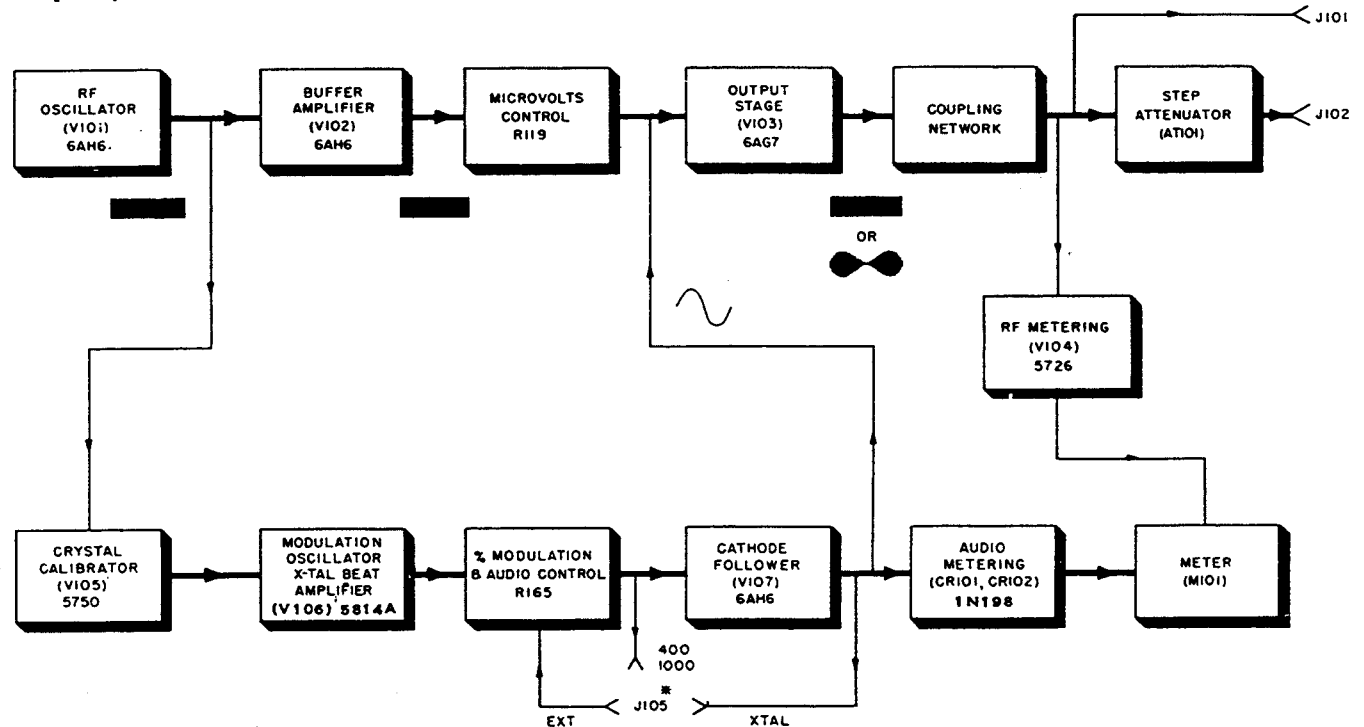 J101
RF
OSCILLATOR
(V101)
6AH6.
BUFFER
AMPLIFIER
(V102)
6AH6
MICROVOLTS
CONTROL
R119
OUTPUT
STAGE
(V103)
6AG7
COUPLING
NETWORK
STEP
ATTENUATOR
(AT101)
J102
OR
RF METERING
(V104)
5726
CRYSTAL
CALIBRATOR
(V105)
5750
MODULATION
OSCILLATOR
X-TAL BEAT
AMPLIFIER
(V106) 5814A
% MODULATION
& AUDIO CONTROL
R165
CATHODE
FOLLOWER
(V107)
6AH6
AUDIO
METERING
(CR101, CR102)
1N198
METER
(M101)
400
1000
*
J105
EXT
XTAL